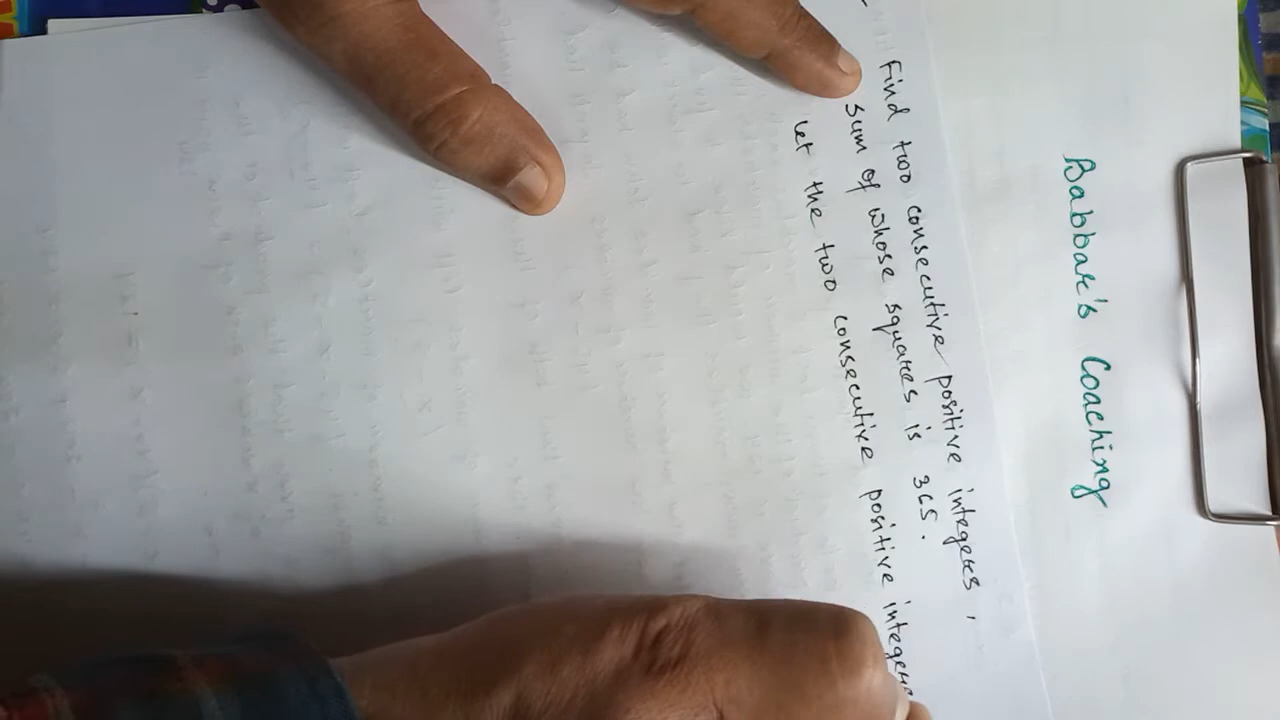 Babbar's Coaching
Find two consecutive positive integers,
sum of whose squares is 365.
Let the two consecutive positive integers